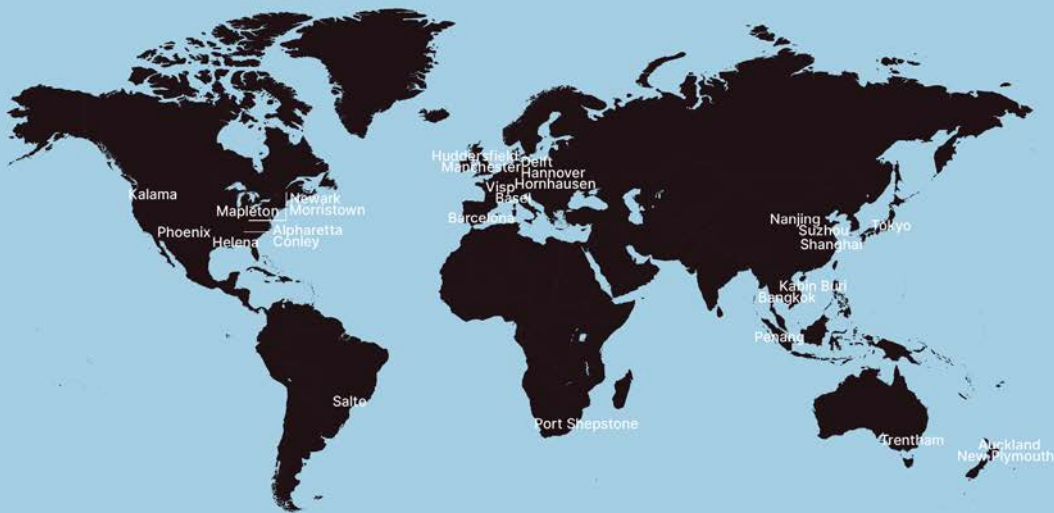 Kalama
Phoenix
Mapleton
Helena
Newark
Morristown
Alpharetta
Conley
Salto
Huddersfield
Manchester
Delft
Hannover
Hornhausen
Visp
Basel
Barcelona
Port Shepstone
Nanjing
Suzhou
Shanghai
Tokyo
Kabin Buri
Bangkok
Penang
Trentham
Auckland
New Plymouth